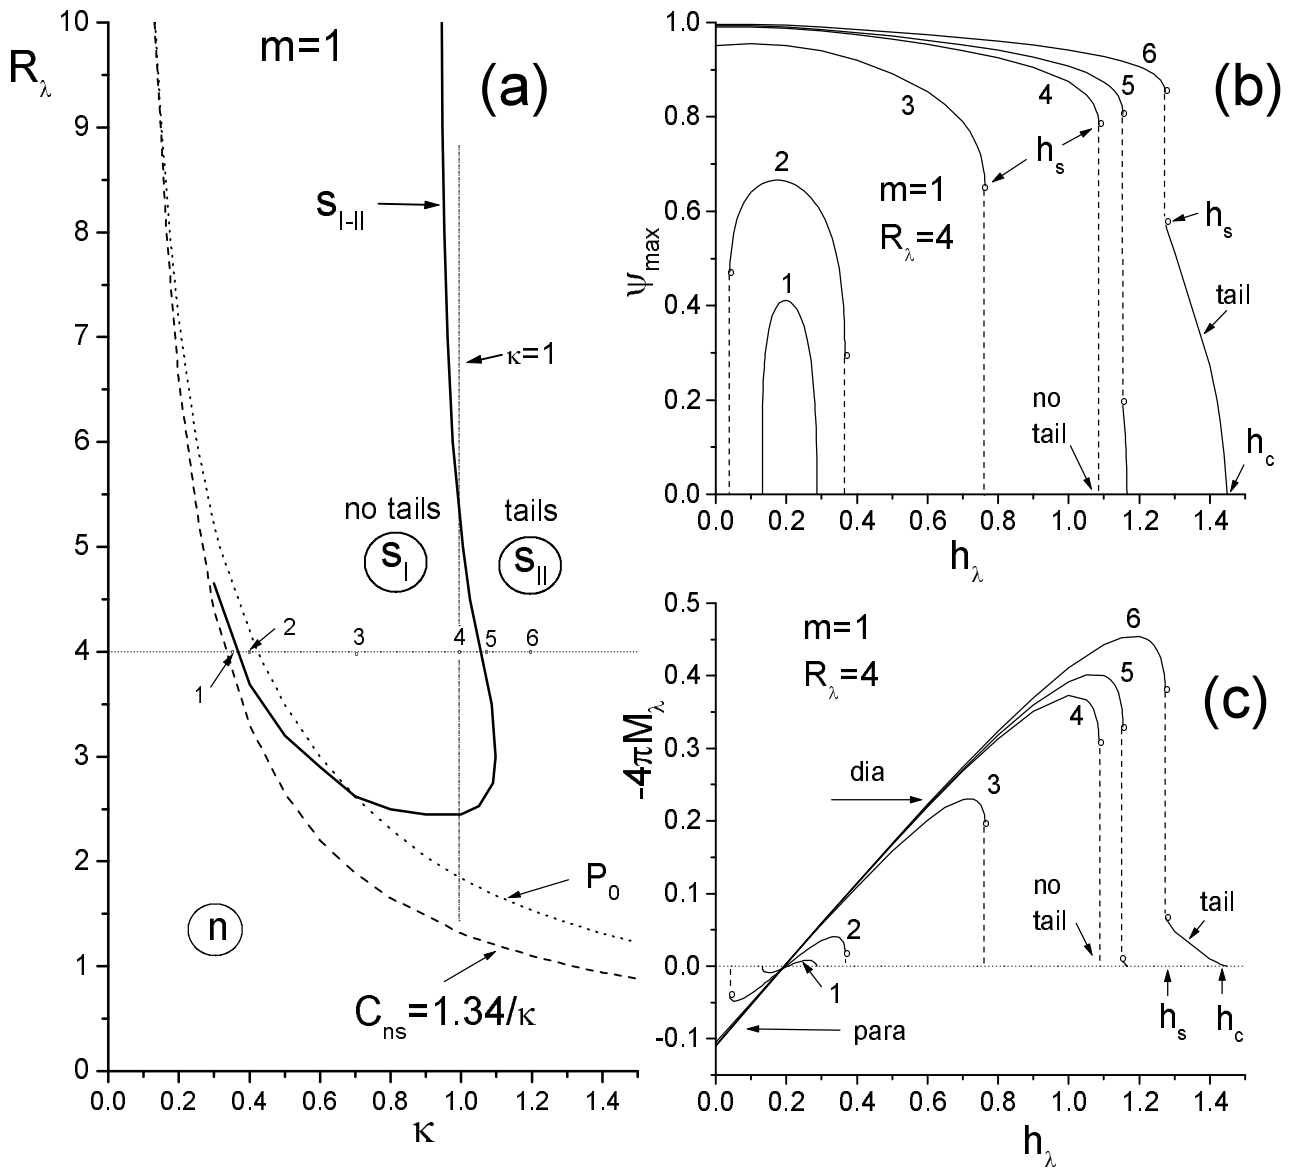 m=1
(a)
R_λ
10
9
8
7
6
5
4
3
2
1
0
S_I-II
κ=1
no tails
tails
S_I
S_II
1
2
3
4
5
6
P_0
n
C_ns=1.34/κ
0.0
0.2
0.4
0.6
0.8
1.0
1.2
1.4
κ
(b)
ψ_max
1.0
0.8
0.6
0.4
0.2
0.0
1
2
3
4
5
6
h_s
m=1
R_λ=4
h_s
tail
no
tail
h_c
0.0
0.2
0.4
0.6
0.8
1.0
1.2
1.4
h_λ
(c)
-4πM_λ
0.5
0.4
0.3
0.2
0.1
0.0
-0.1
m=1
R_λ=4
6
5
4
3
2
1
dia
para
no
tail
tail
h_s
h_c
0.0
0.2
0.4
0.6
0.8
1.0
1.2
1.4
h_λ